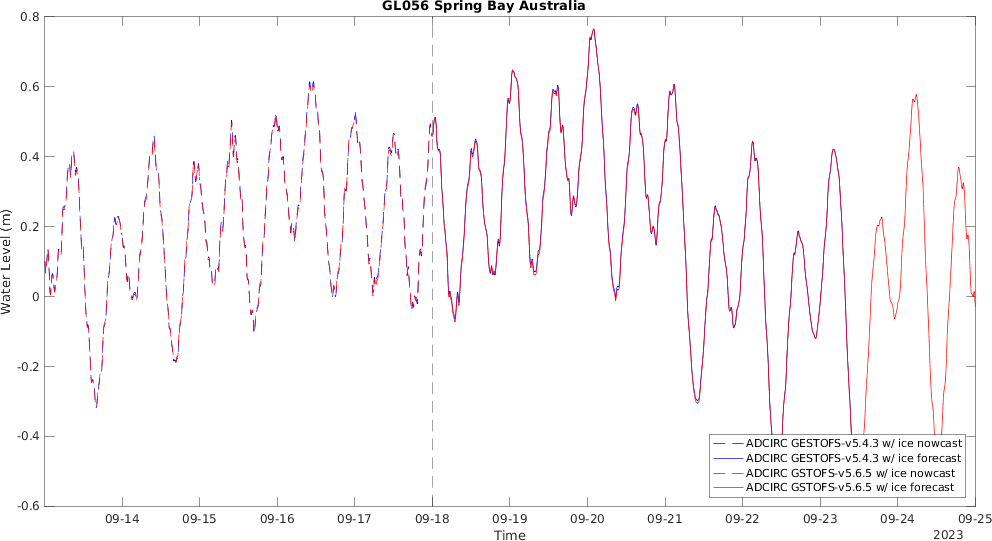 GL056 Spring Bay Australia
Water Level (m)
0.8
0.6
0.4
0.2
0
-0.2
-0.4
-0.6
ADCIRC GESTOFS-v5.4.3 w/ ice nowcast
ADCIRC GESTOFS-v5.4.3 w/ ice forecast
ADCIRC GSTOFS-v5.6.5 w/ ice nowcast
ADCIRC GSTOFS-v5.6.5 w/ ice forecast
09-14 09-15 09-16 09-17 09-18 09-19 09-20 09-21 09-22 09-23 09-24 09-25
Time
2023